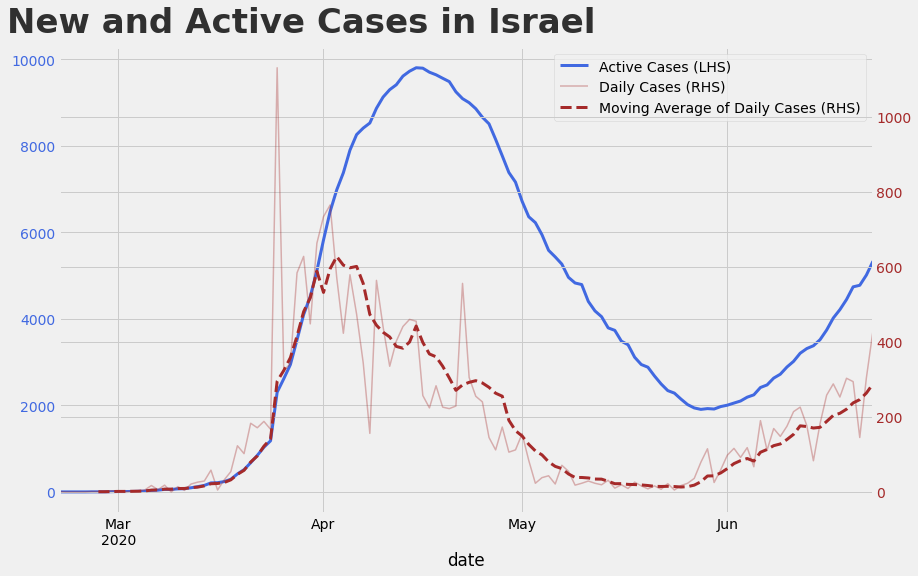 New and Active Cases in Israel
Active Cases (LHS)
Daily Cases (RHS)
Moving Average of Daily Cases (RHS)
10000
8000
6000
4000
2000
0
1000
800
600
400
200
0
Mar
2020
Apr
May
Jun
date